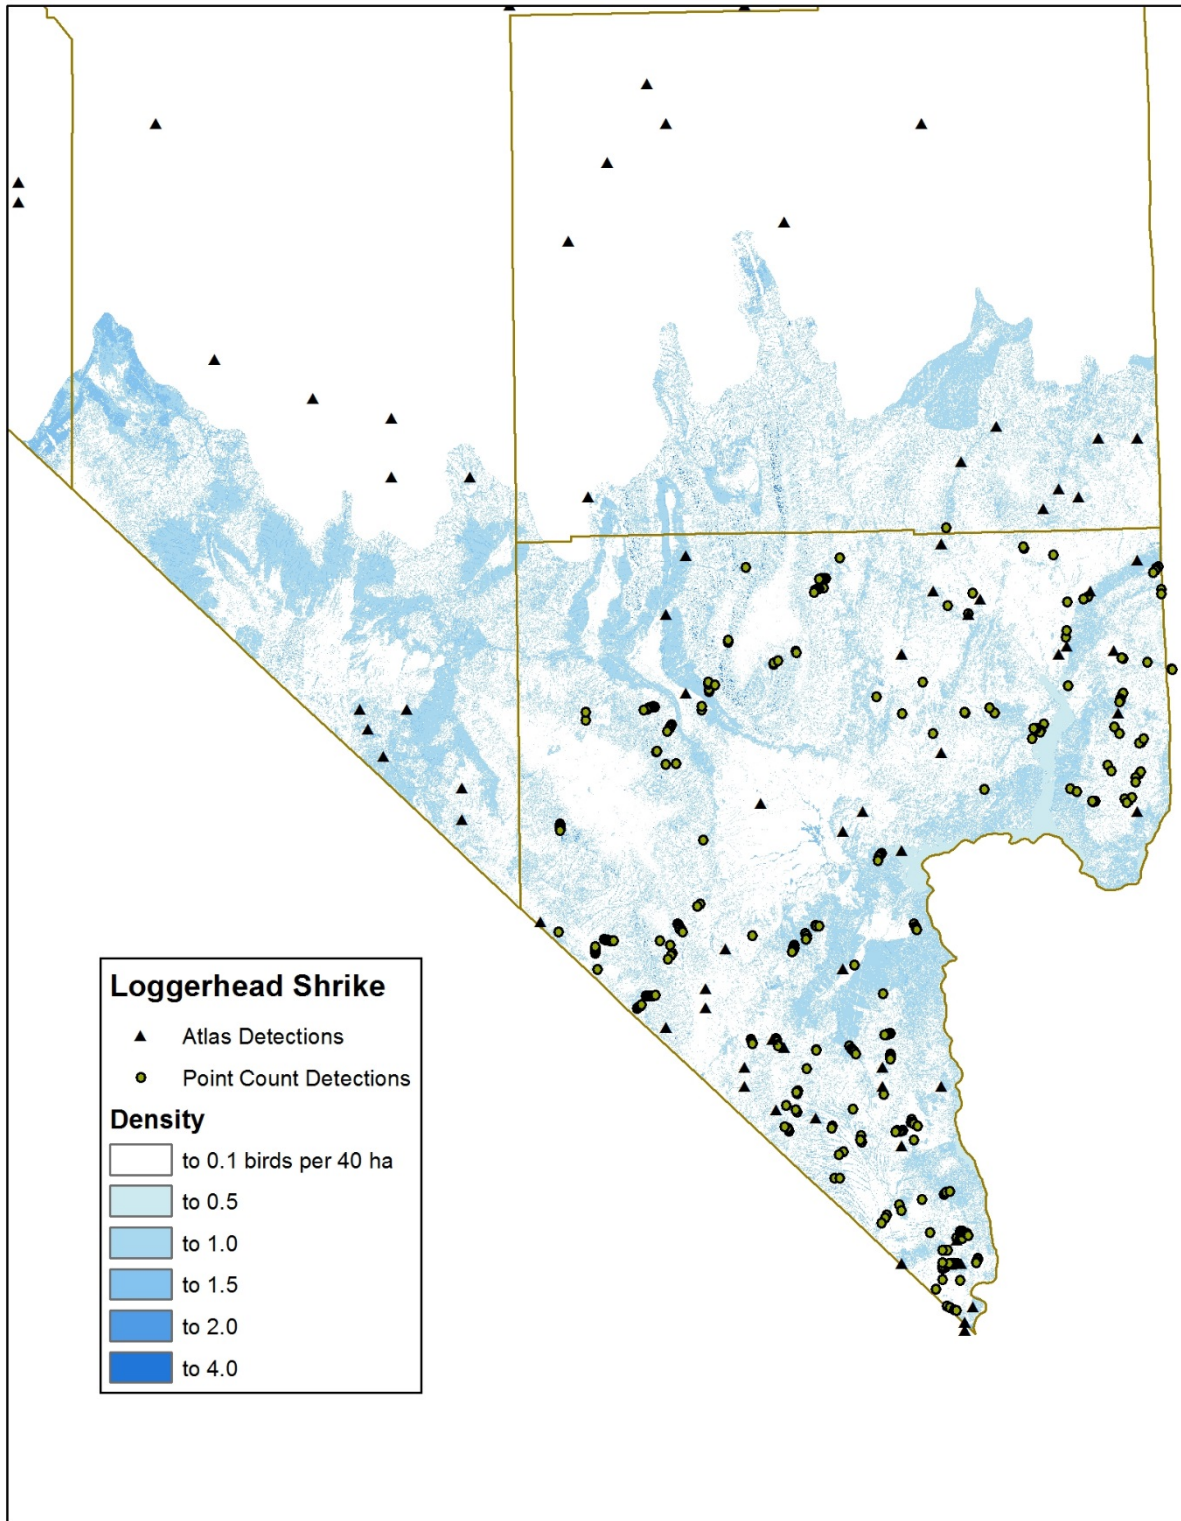 Loggerhead Shrike
Atlas Detections
Point Count Detections
Density
to 0.1 birds per 40 ha
to 0.5
to 1.0
to 1.5
to 2.0
to 4.0